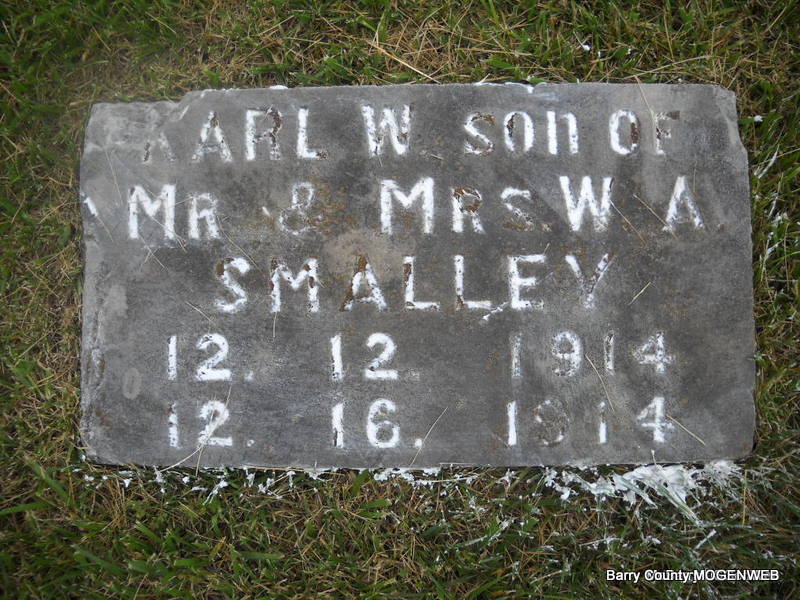 KARL W. SON OF
MR & MRS. W A
SMALLEY
12. 12. 1914
12. 16. 1914
Barry County MOGENWEB